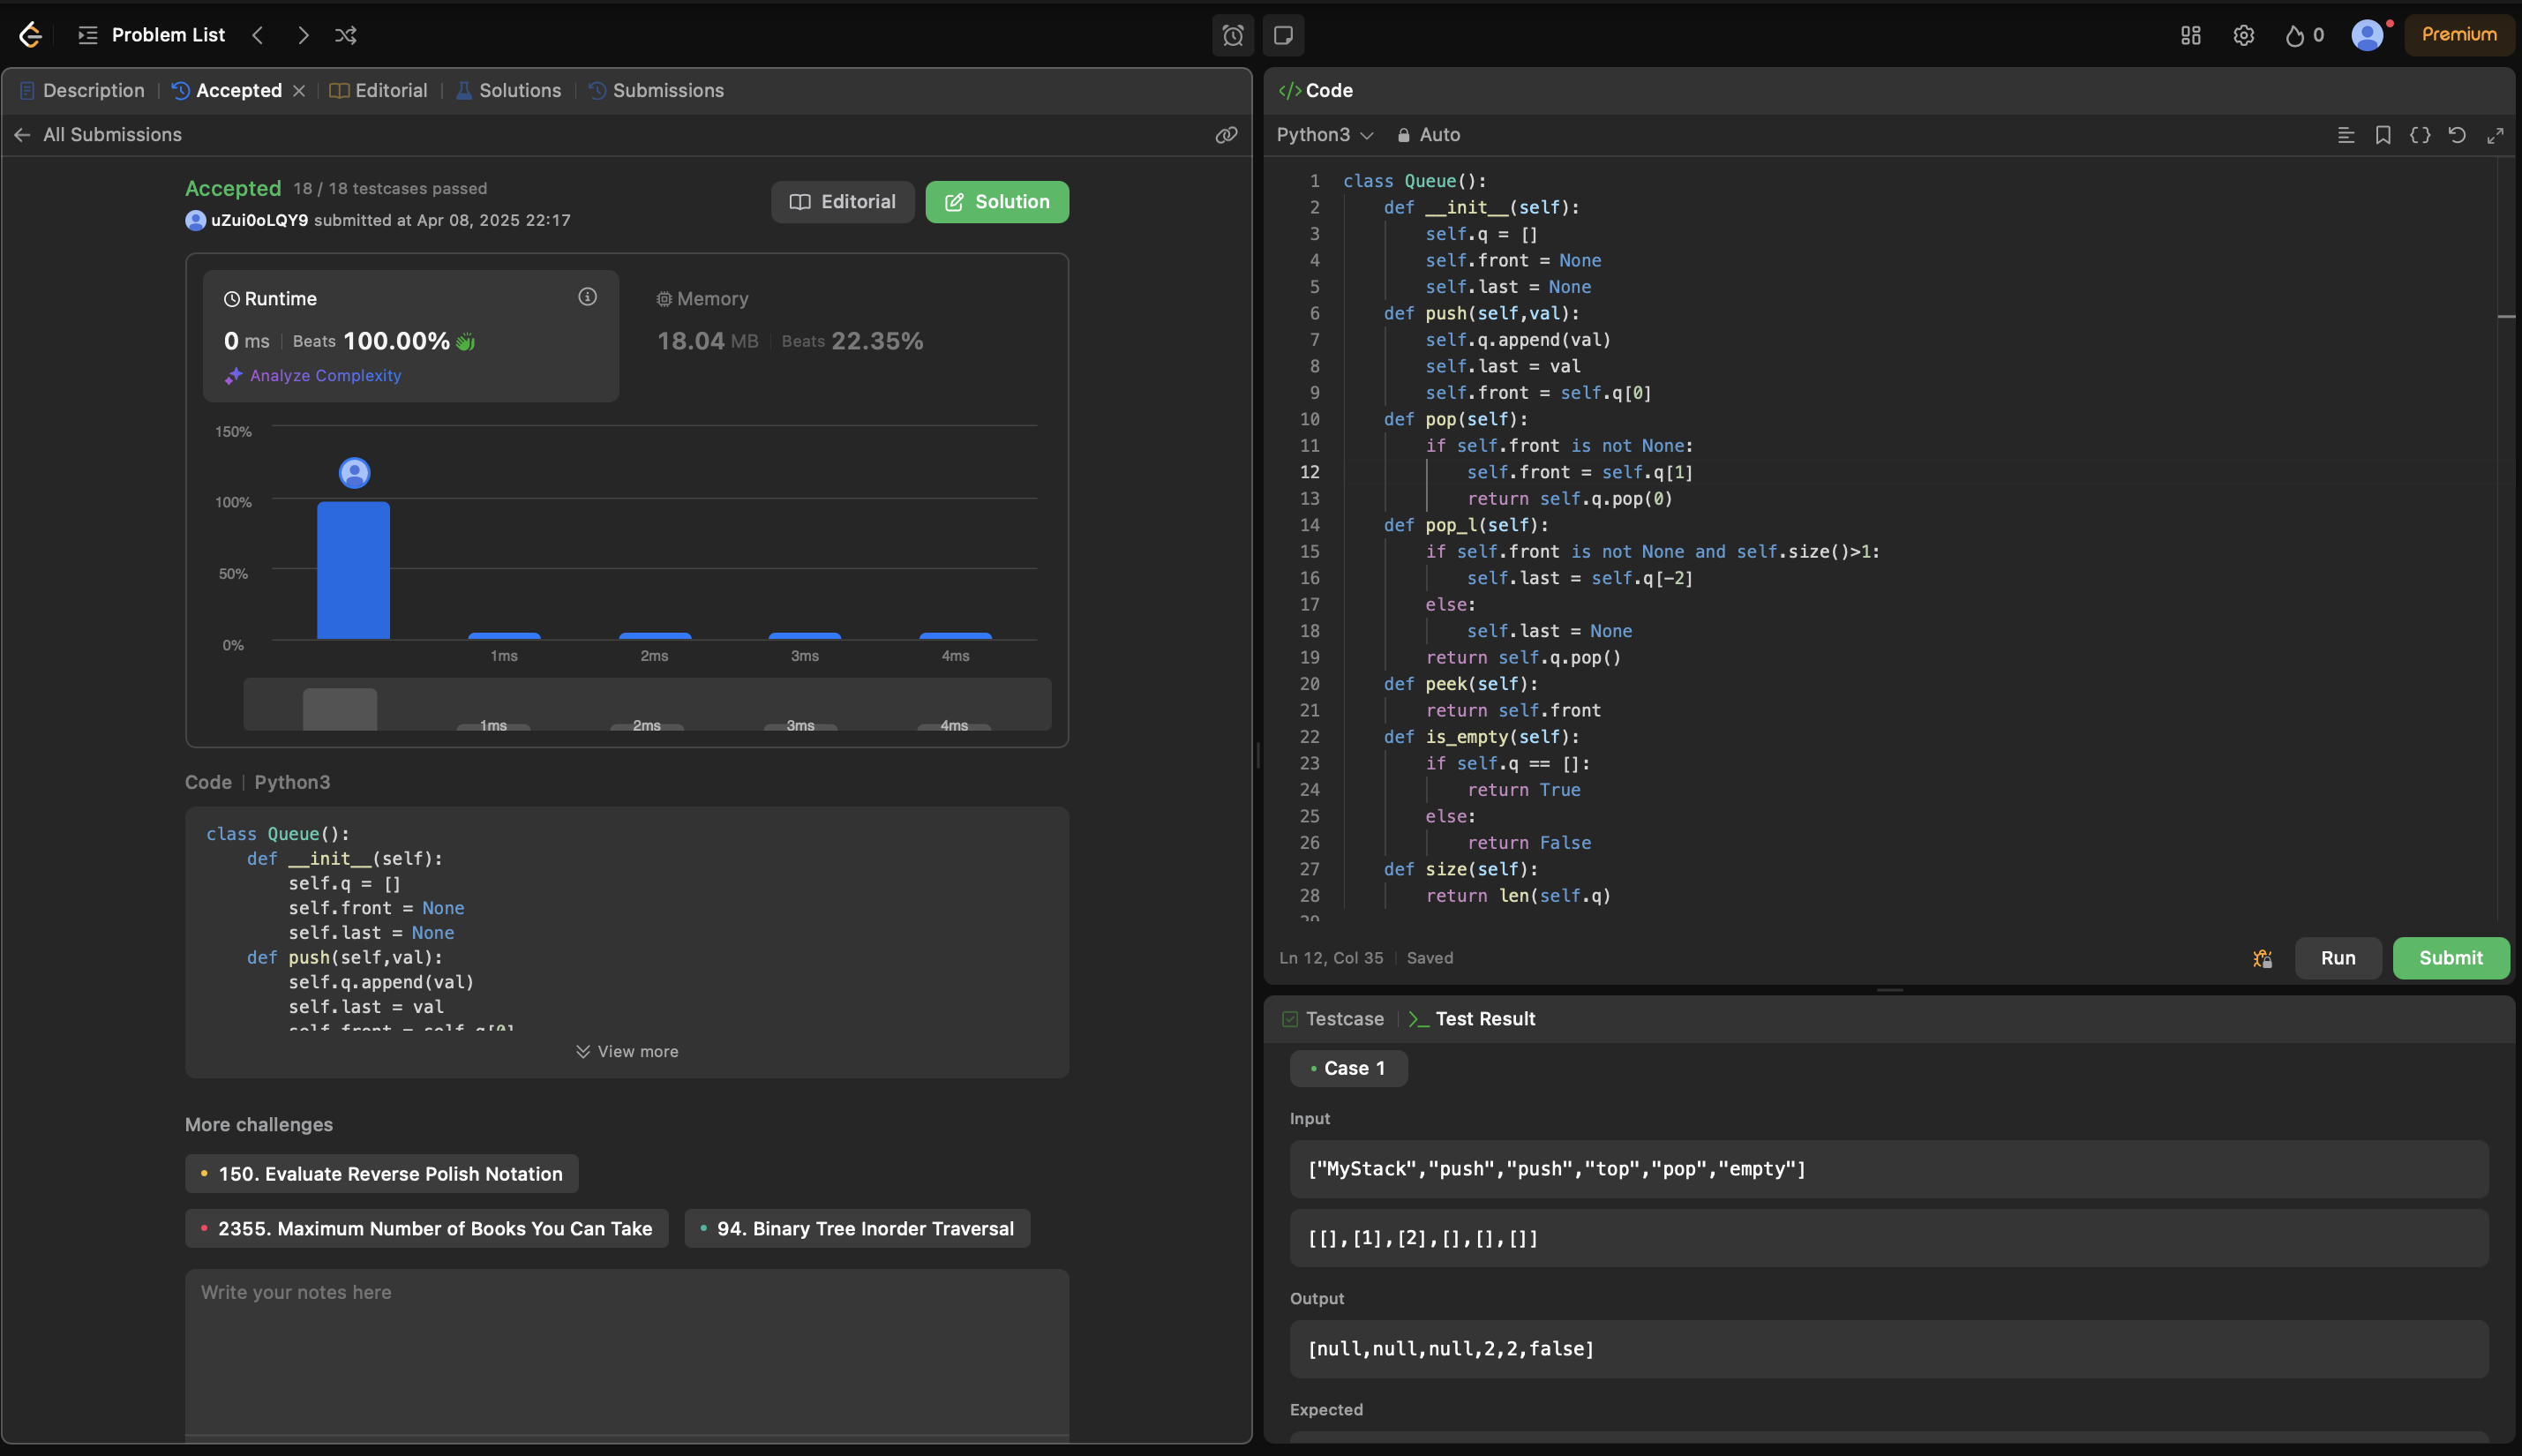 Problem List
0
Premium
Description
Accepted
Editorial
Solutions
Submissions
All Submissions
Accepted 18 / 18 testcases passed
uZui0oLQY9 submitted at Apr 08, 2025 22:17
Editorial
Solution
Runtime
0 ms Beats 100.00%
Analyze Complexity
Memory
18.04 MB Beats 22.35%
150%
100%
50%
0%
1ms 2ms 3ms 4ms
1ms 2ms 3ms 4ms
Code Python3
class Queue():
    def __init__(self):
        self.q = []
        self.front = None
        self.last = None
    def push(self,val):
        self.q.append(val)
        self.last = val
        self.front = self.q[0]
View more
More challenges
150. Evaluate Reverse Polish Notation
2355. Maximum Number of Books You Can Take
94. Binary Tree Inorder Traversal
Write your notes here
</> Code
Python3 Auto
1 class Queue():
2     def __init__(self):
3         self.q = []
4         self.front = None
5         self.last = None
6     def push(self,val):
7         self.q.append(val)
8         self.last = val
9         self.front = self.q[0]
10     def pop(self):
11         if self.front is not None:
12             self.front = self.q[1]
13             return self.q.pop(0)
14     def pop_l(self):
15         if self.front is not None and self.size()>1:
16             self.last = self.q[-2]
17         else:
18             self.last = None
19         return self.q.pop()
20     def peek(self):
21         return self.front
22     def is_empty(self):
23         if self.q == []:
24             return True
25         else:
26             return False
27     def size(self):
28         return len(self.q)
29
Ln 12, Col 35 Saved
Run
Submit
Testcase
Test Result
Case 1
Input
["MyStack","push","push","top","pop","empty"]
[[],[1],[2],[],[],[]]
Output
[null,null,null,2,2,false]
Expected